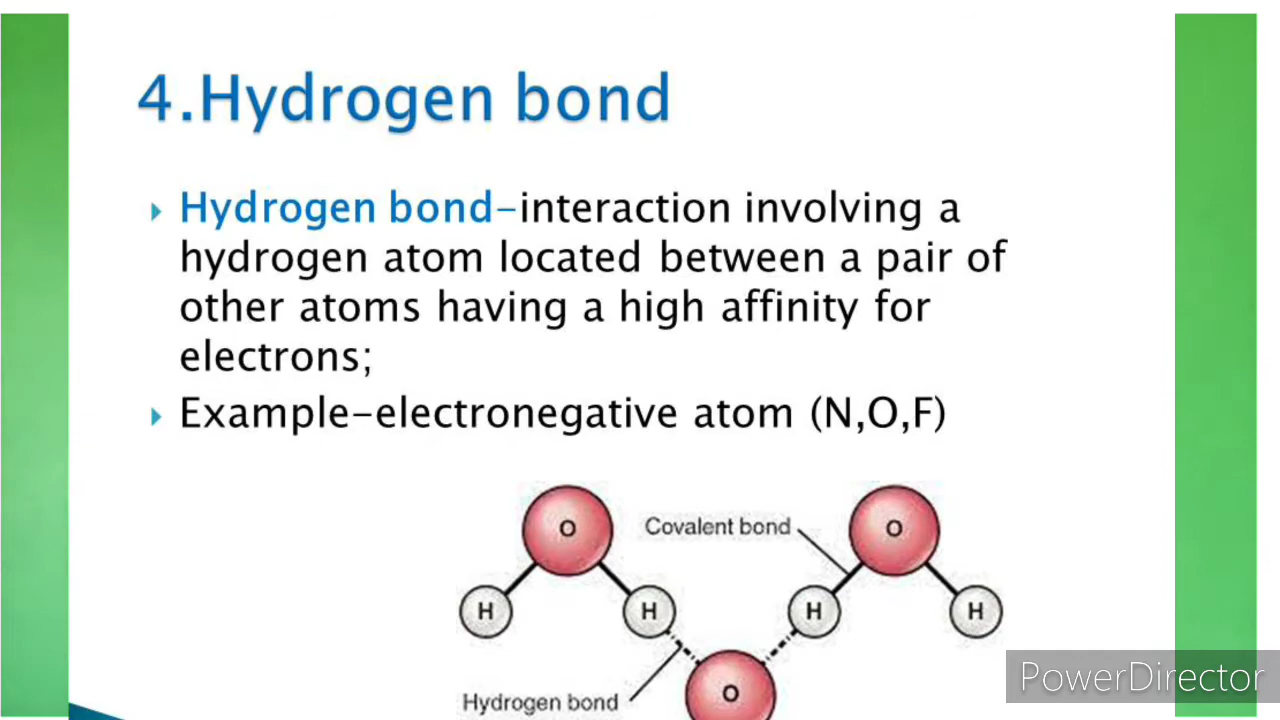 4.Hydrogen bond
Hydrogen bond-interaction involving a
hydrogen atom located between a pair of
other atoms having a high affinity for
electrons;
Example-electronegative atom (N,O,F)
O
Covalent bond
O
H
H
H
H
Hydrogen bond
O
PowerDirector